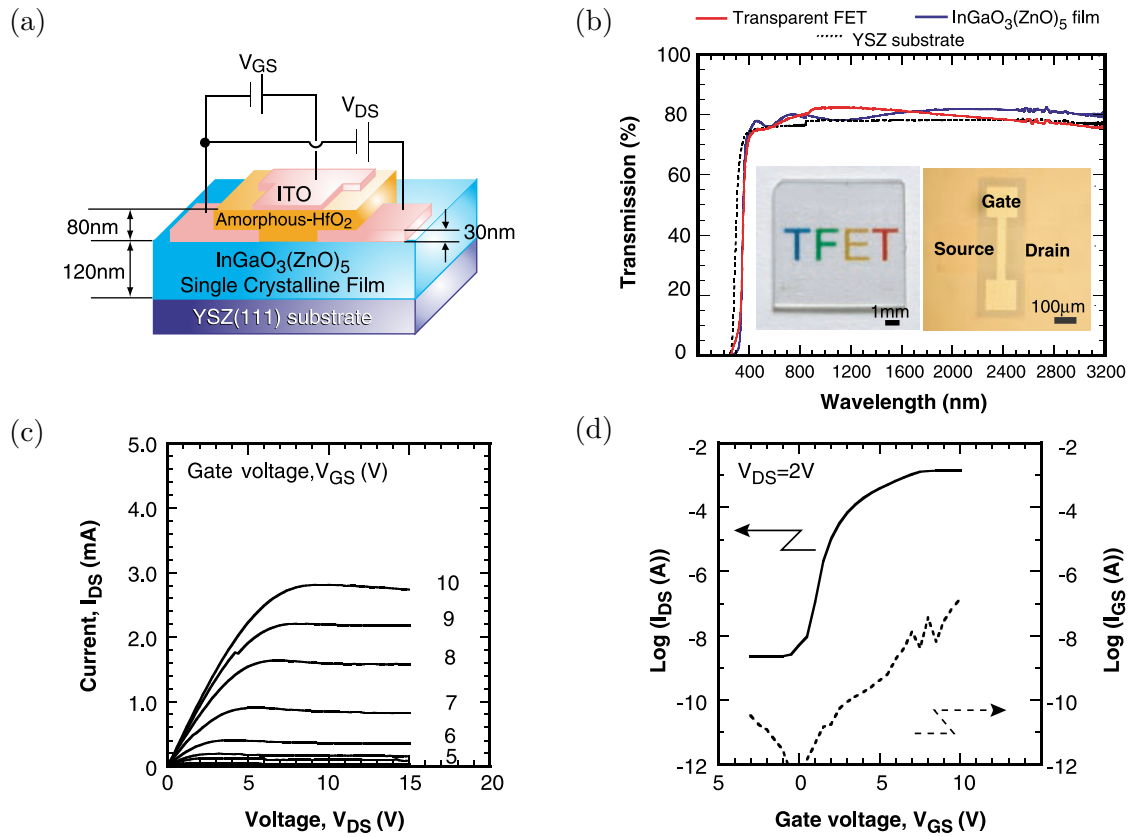 (a)
V_GS
V_DS
ITO
Amorphous-HfO₂
80nm
30nm
120nm
InGaO₃(ZnO)₅
Single Crystalline Film
YSZ(111) substrate
(b)
Transparent FET
InGaO₃(ZnO)₅ film
YSZ substrate
Transmission (%)
100
80
60
40
20
0
TFET
1mm
Gate
Source
Drain
100μm
400 800 1200 1600 2000 2400 2800 3200
Wavelength (nm)
(c)
Current, I_DS (mA)
5.0
4.0
3.0
2.0
1.0
0
Gate voltage,V_GS (V)
10
9
8
7
6
5
0 5 10 15 20
Voltage, V_DS (V)
(d)
Log (I_DS (A))
-2
-4
-6
-8
-10
-12
V_DS=2V
-2
-4
-6
-8
-10
-12
Log (I_GS (A))
5 0 5 10 15
Gate voltage, V_GS (V)